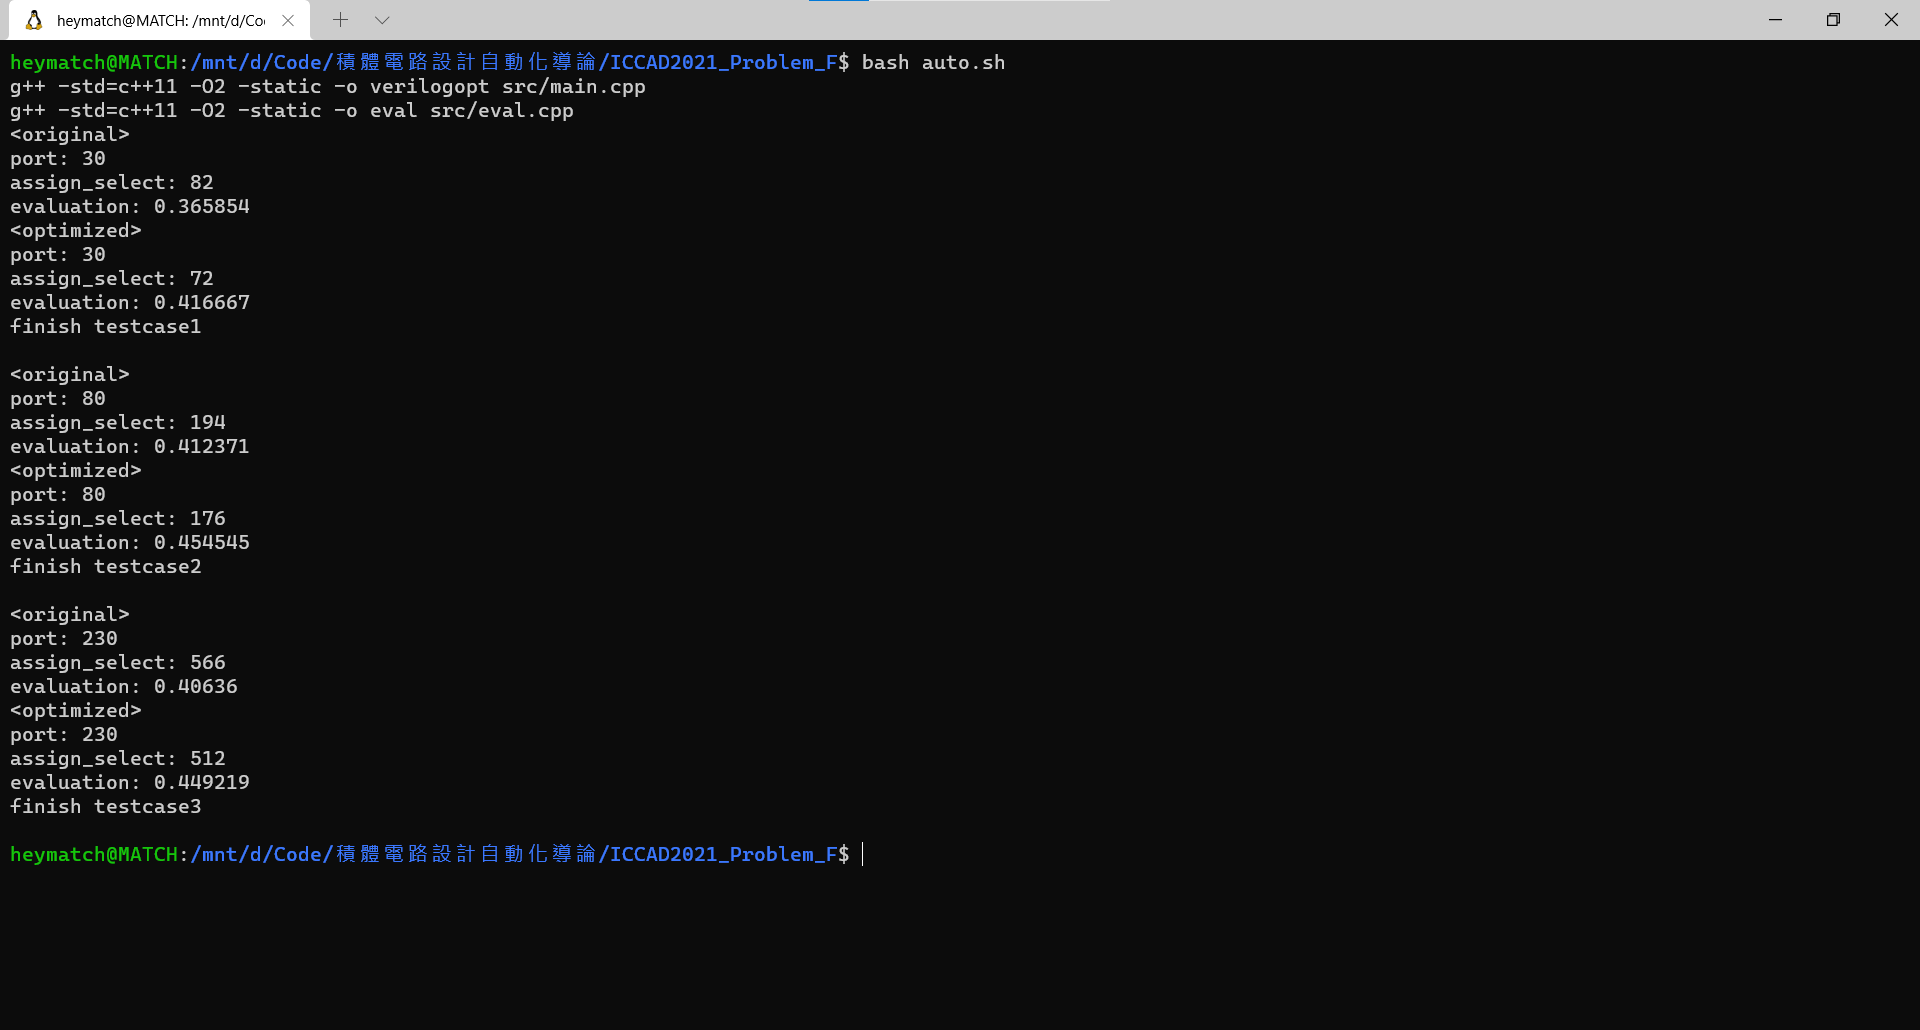 heymatch@MATCH: /mnt/d/Co
heymatch@MATCH:/mnt/d/Code/積體電路設計自動化導論/ICCAD2021_Problem_F$ bash auto.sh
g++ -std=c++11 -O2 -static -o verilogopt src/main.cpp
g++ -std=c++11 -O2 -static -o eval src/eval.cpp
<original>
port: 30
assign_select: 82
evaluation: 0.365854
<optimized>
port: 30
assign_select: 72
evaluation: 0.416667
finish testcase1
<original>
port: 80
assign_select: 194
evaluation: 0.412371
<optimized>
port: 80
assign_select: 176
evaluation: 0.454545
finish testcase2
<original>
port: 230
assign_select: 566
evaluation: 0.40636
<optimized>
port: 230
assign_select: 512
evaluation: 0.449219
finish testcase3
heymatch@MATCH:/mnt/d/Code/積體電路設計自動化導論/ICCAD2021_Problem_F$